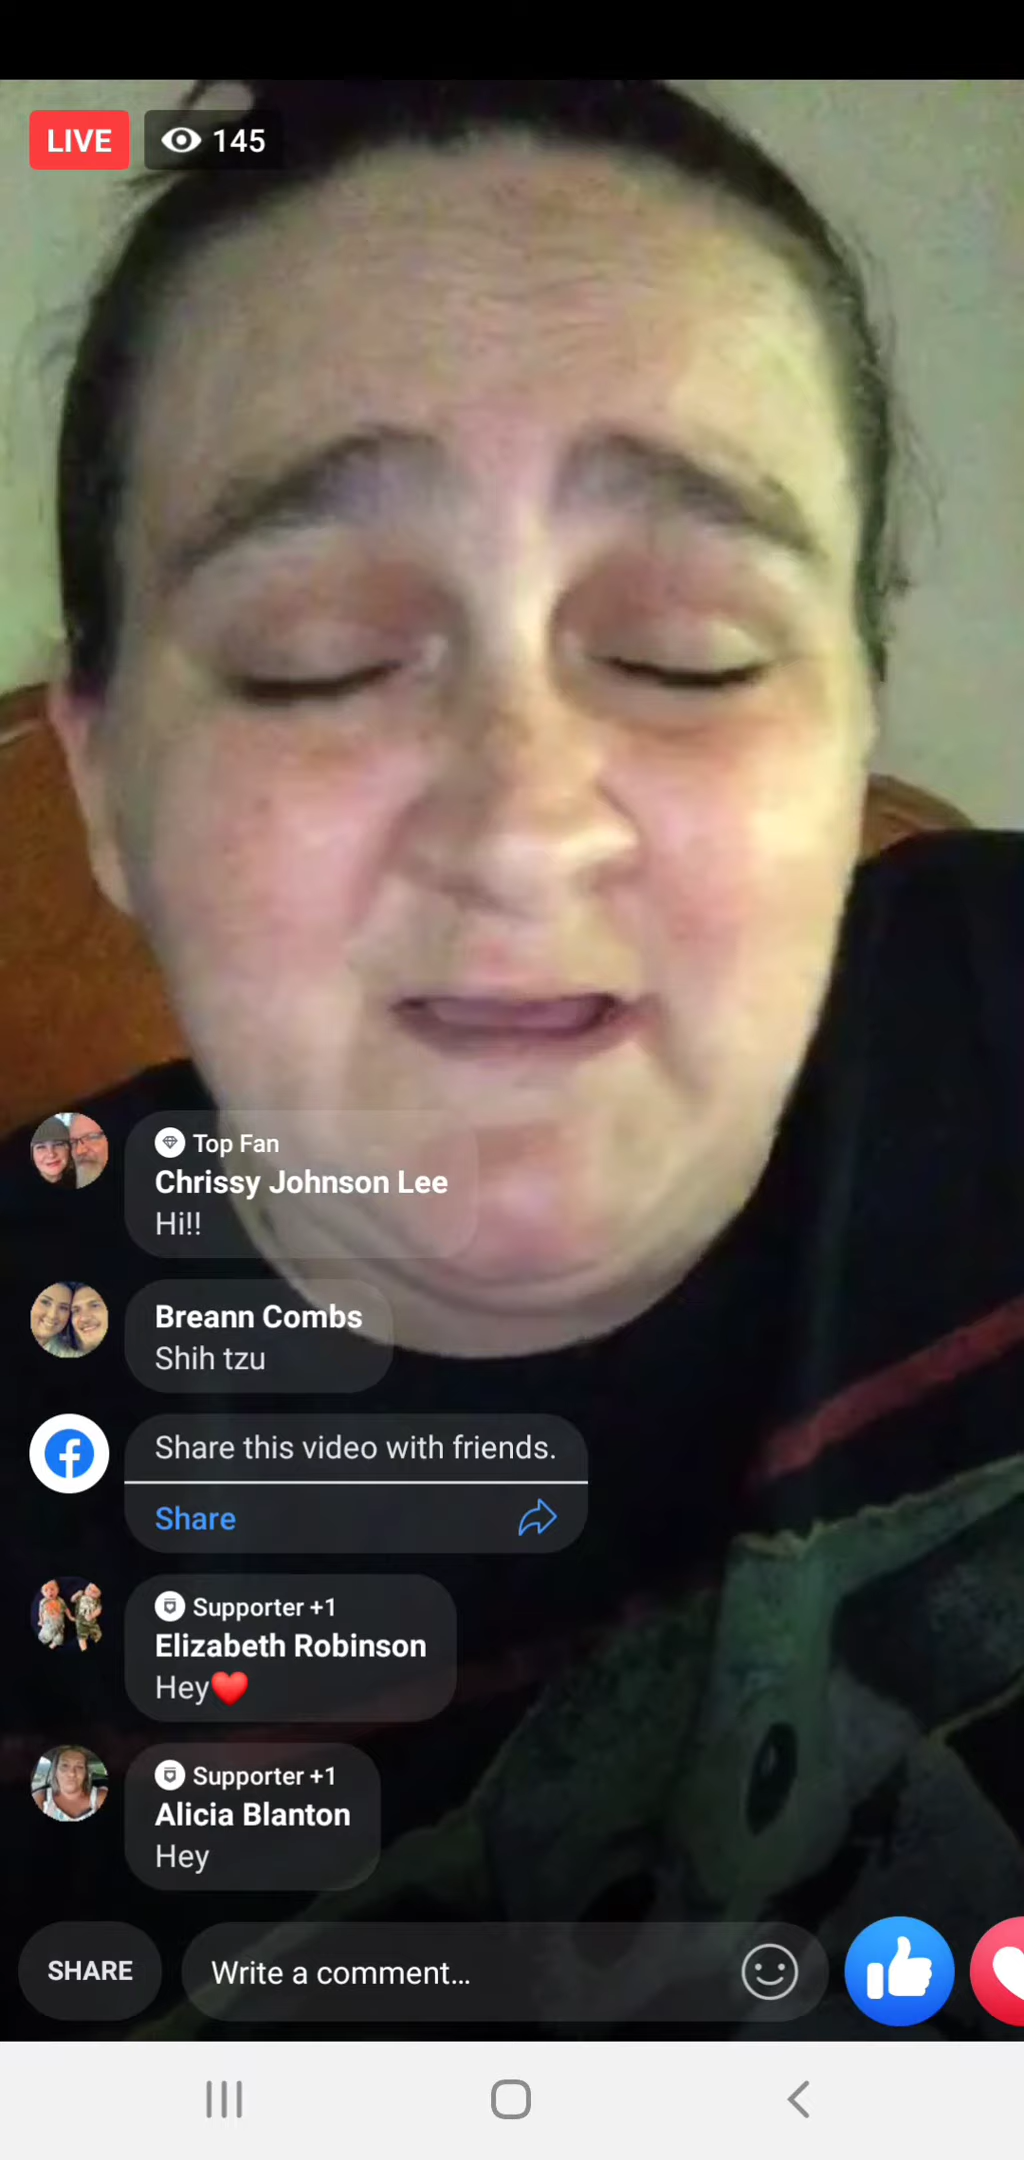 LIVE 145
Top Fan
Chrissy Johnson Lee
Hi!!
Breann Combs
Shih tzu
Share this video with friends.
Share
Supporter +1
Elizabeth Robinson
Hey❤️
Supporter +1
Alicia Blanton
Hey
SHARE Write a comment...